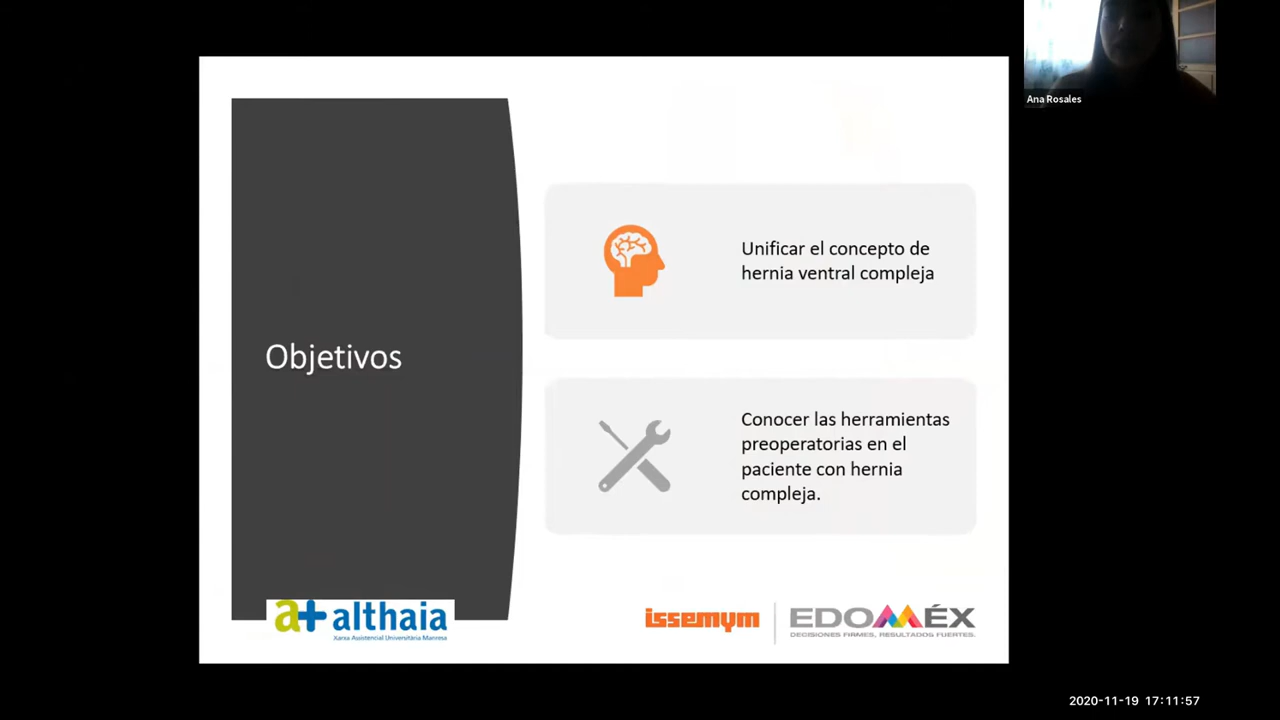 Ana Rosales
Unificar el concepto de
hernia ventral compleja
Objetivos
Conocer las herramientas
preoperatorias en el
paciente con hernia
compleja.
a+ althaia
Xarxa Assistencial Universitària Manresa
issemym
EDOMÉX
DECISIONES FIRMES, RESULTADOS FUERTES.
2020-11-19 17:11:57